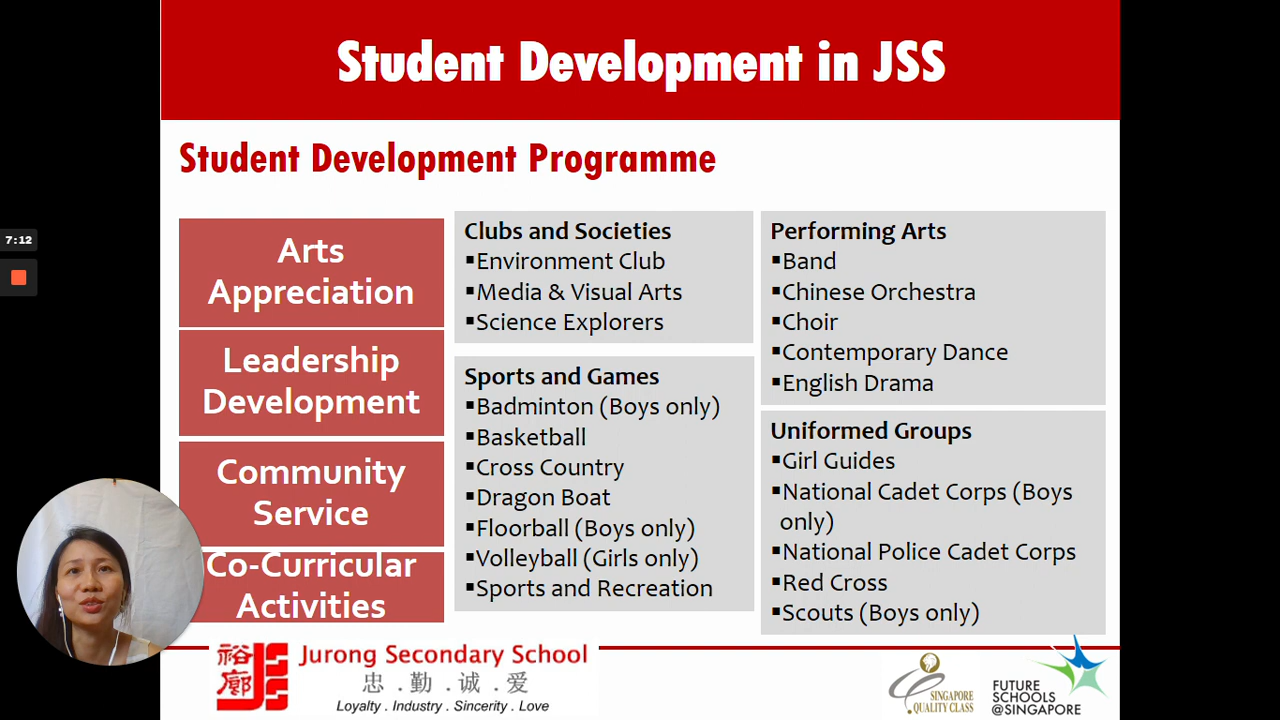 Student Development in JSS
Student Development Programme
7:12
Arts
Appreciation
Leadership
Development
Community
Service
Co-Curricular
Activities
Clubs and Societies
▪Environment Club
▪Media & Visual Arts
▪Science Explorers
Sports and Games
▪Badminton (Boys only)
▪Basketball
▪Cross Country
▪Dragon Boat
▪Floorball (Boys only)
▪Volleyball (Girls only)
▪Sports and Recreation
Performing Arts
▪Band
▪Chinese Orchestra
▪Choir
▪Contemporary Dance
▪English Drama
Uniformed Groups
▪Girl Guides
▪National Cadet Corps (Boys
only)
▪National Police Cadet Corps
▪Red Cross
▪Scouts (Boys only)
裕廊
Jurong Secondary School
忠 . 勤 . 诚 . 爱
Loyalty . Industry . Sincerity . Love
SINGAPORE
QUALITY CLASS
FUTURE
SCHOOLS
@SINGAPORE